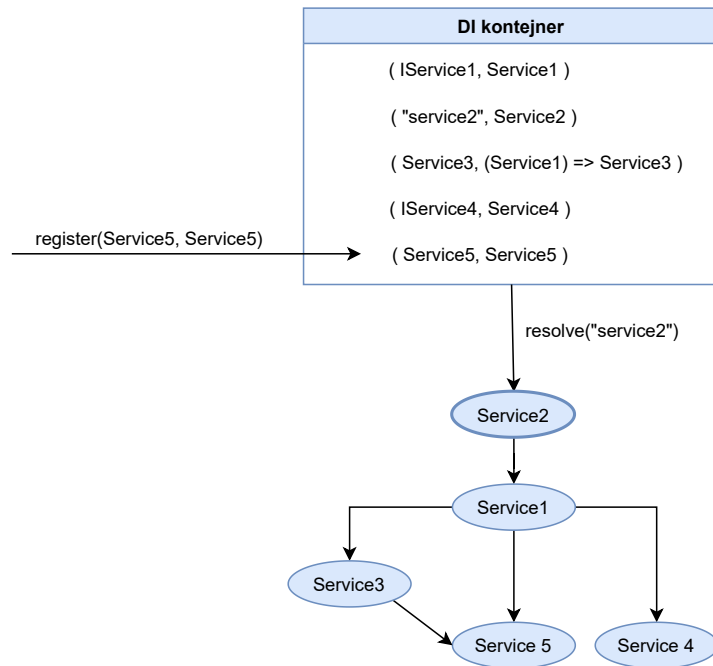 DI kontejner
( IService1, Service1 )
( "service2", Service2 )
( Service3, (Service1) => Service3 )
( IService4, Service4 )
register(Service5, Service5)
( Service5, Service5 )
resolve("service2")
Service2
Service1
Service3
Service 5
Service 4